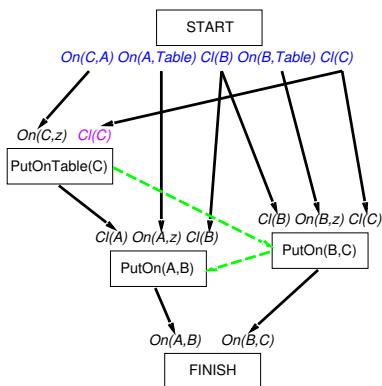 START
On(C,A) On(A,Table) Cl(B) On(B,Table) Cl(C)
On(C,z) Cl(C)
PutOnTable(C)
Cl(B) On(B,z) Cl(C)
Cl(A) On(A,z) Cl(B)
PutOn(B,C)
PutOn(A,B)
On(A,B) On(B,C)
FINISH